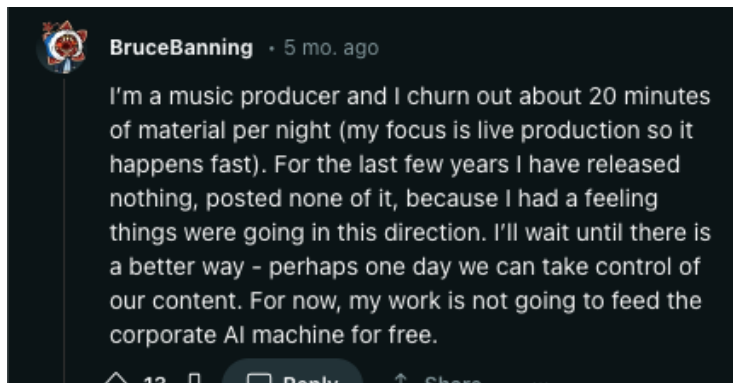 BruceBanning • 5 mo. ago
I'm a music producer and I churn out about 20 minutes
of material per night (my focus is live production so it
happens fast). For the last few years I have released
nothing, posted none of it, because I had a feeling
things were going in this direction. I'll wait until there is
a better way - perhaps one day we can take control of
our content. For now, my work is not going to feed the
corporate AI machine for free.
13 Reply Share